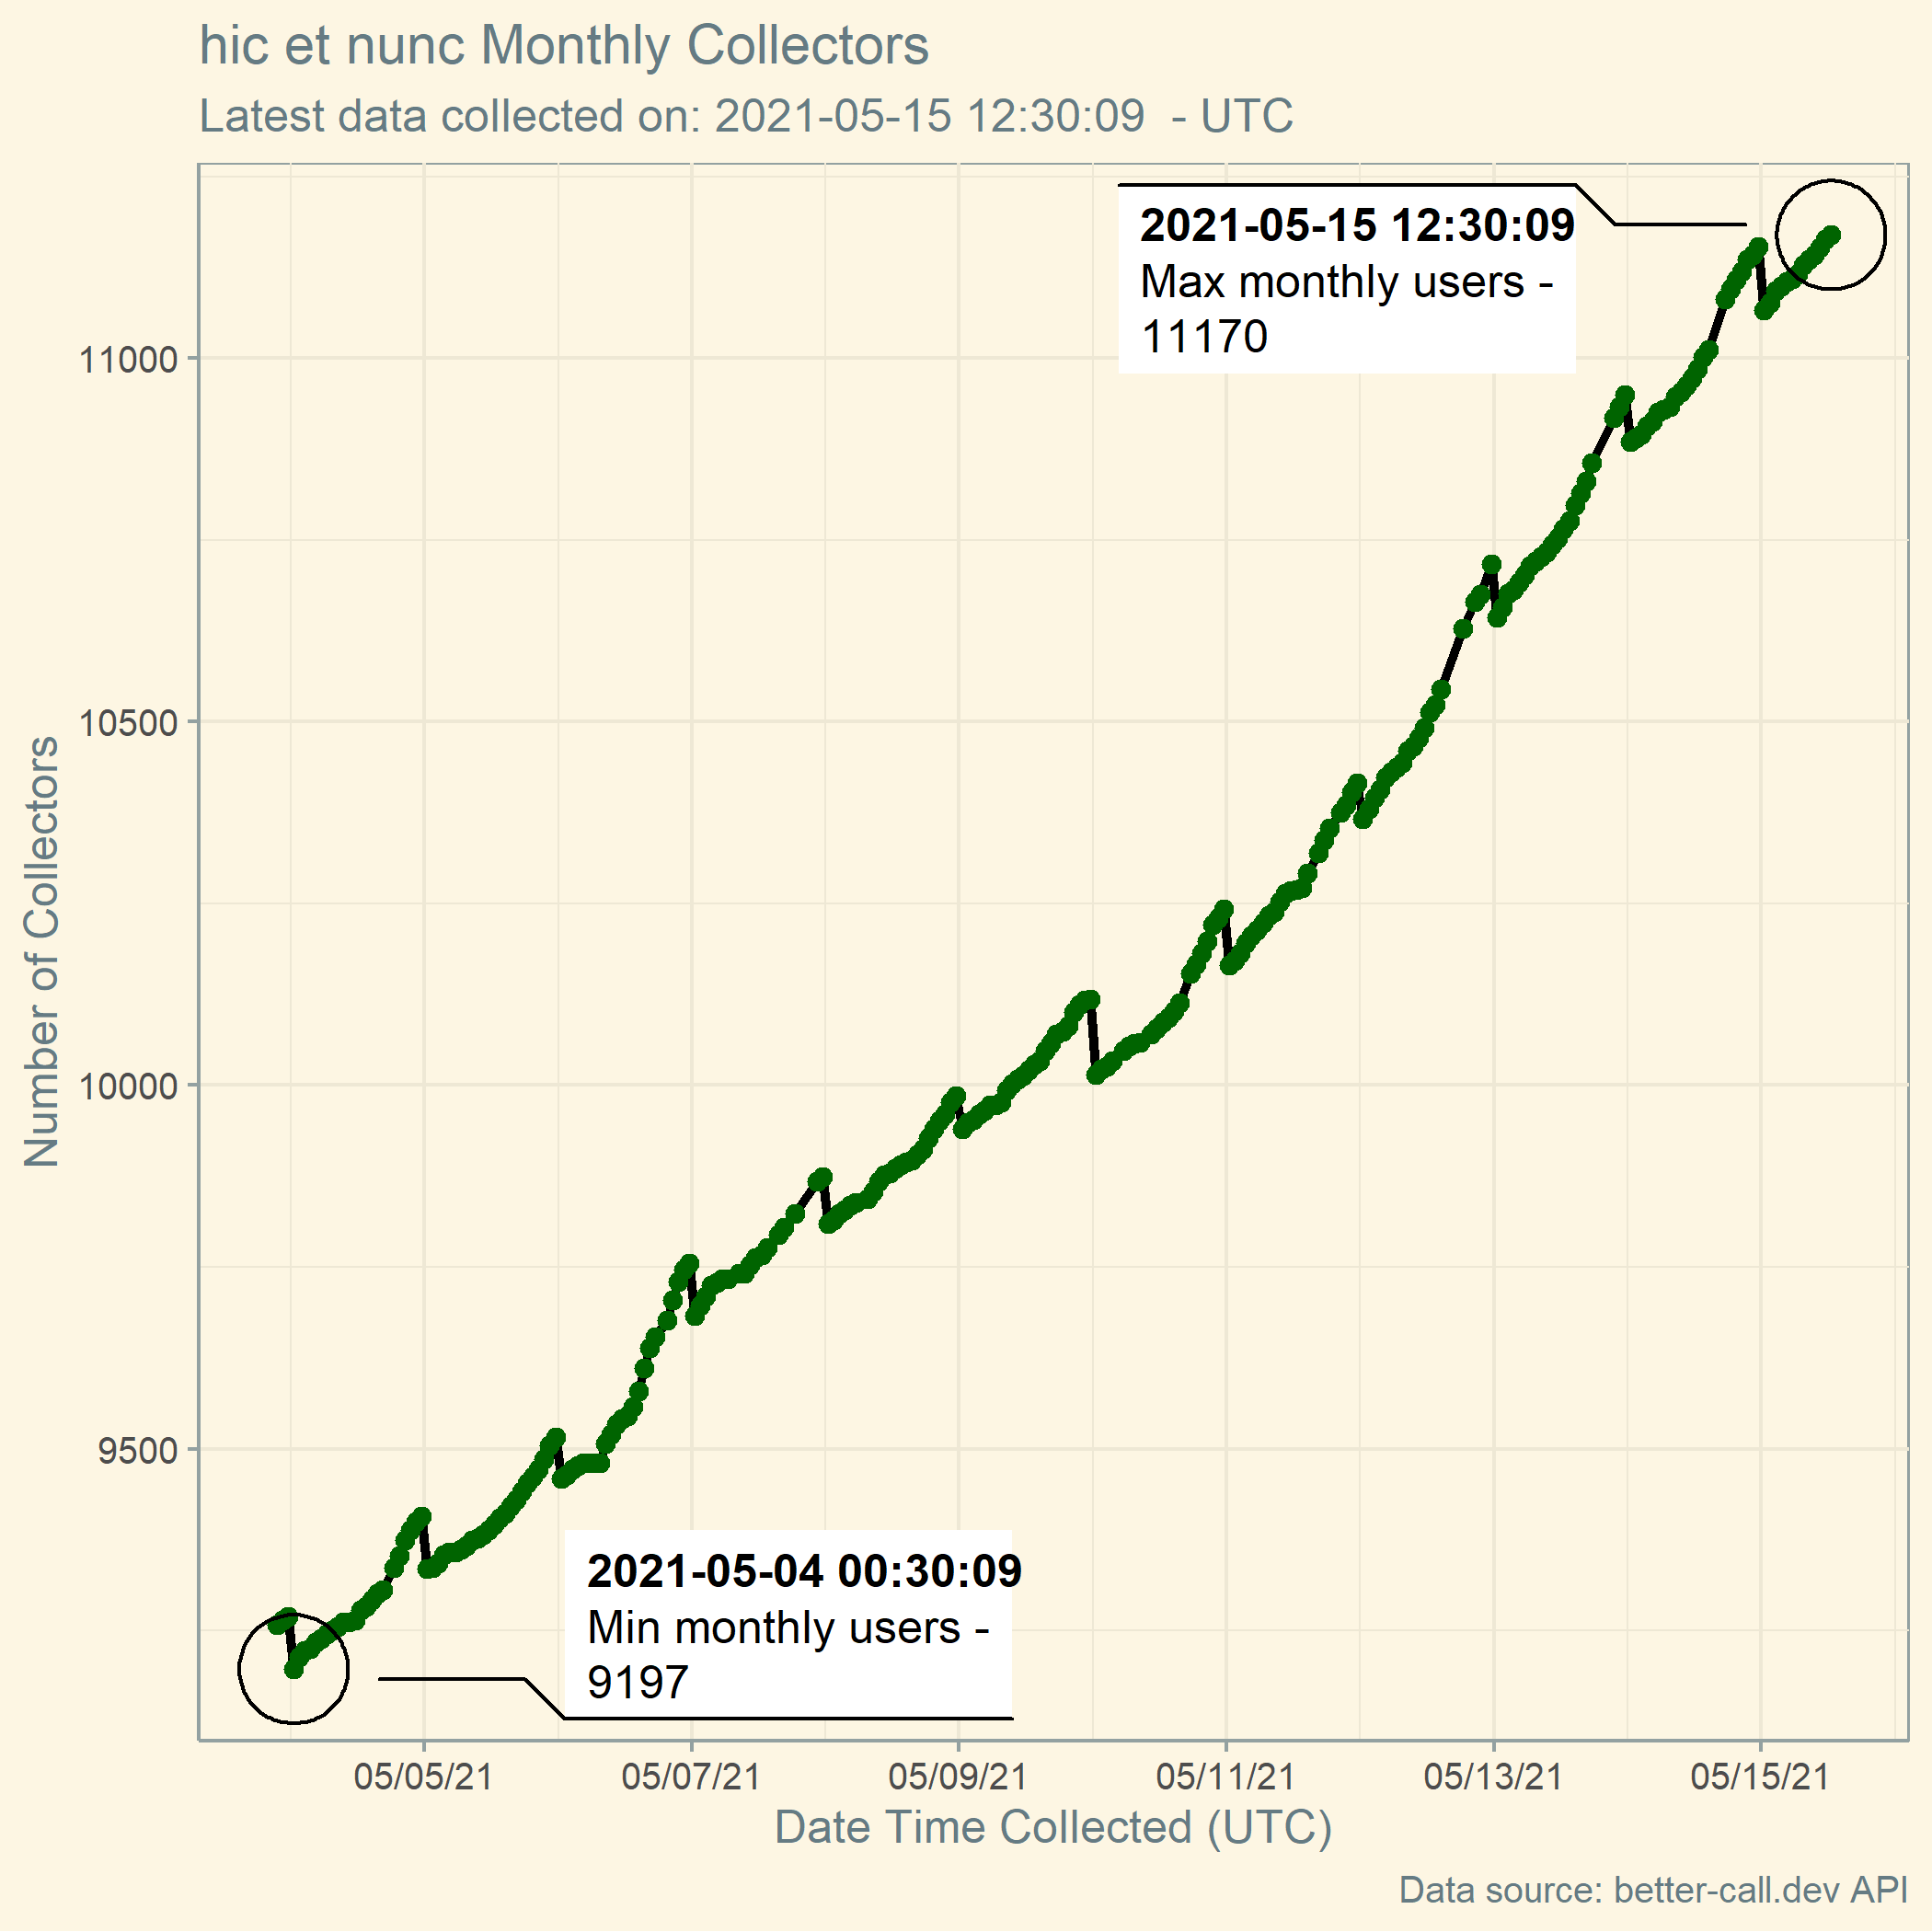 hic et nunc Monthly Collectors
Latest data collected on: 2021-05-15 12:30:09  - UTC
2021-05-15 12:30:09
Max monthly users -
11170
11000
10500
10000
9500
Number of Collectors
2021-05-04 00:30:09
Min monthly users -
9197
05/05/21 05/07/21 05/09/21 05/11/21 05/13/21 05/15/21
Date Time Collected (UTC)
Data source: better-call.dev API